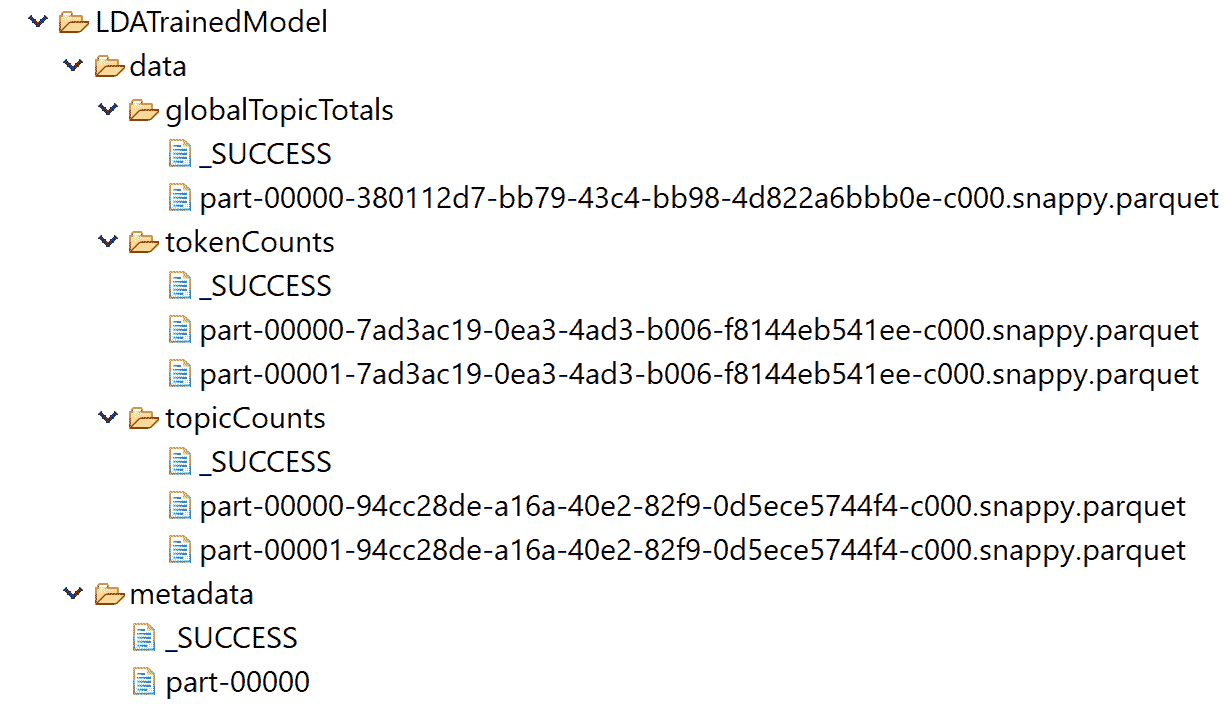 LDATrainedModel
data
globalTopicTotals
_SUCCESS
part-00000-380112d7-bb79-43c4-bb98-4d822a6bbb0e-c000.snappy.parquet
tokenCounts
_SUCCESS
part-00000-7ad3ac19-0ea3-4ad3-b006-f8144eb541ee-c000.snappy.parquet
part-00001-7ad3ac19-0ea3-4ad3-b006-f8144eb541ee-c000.snappy.parquet
topicCounts
_SUCCESS
part-00000-94cc28de-a16a-40e2-82f9-0d5ece5744f4-c000.snappy.parquet
part-00001-94cc28de-a16a-40e2-82f9-0d5ece5744f4-c000.snappy.parquet
metadata
_SUCCESS
part-00000